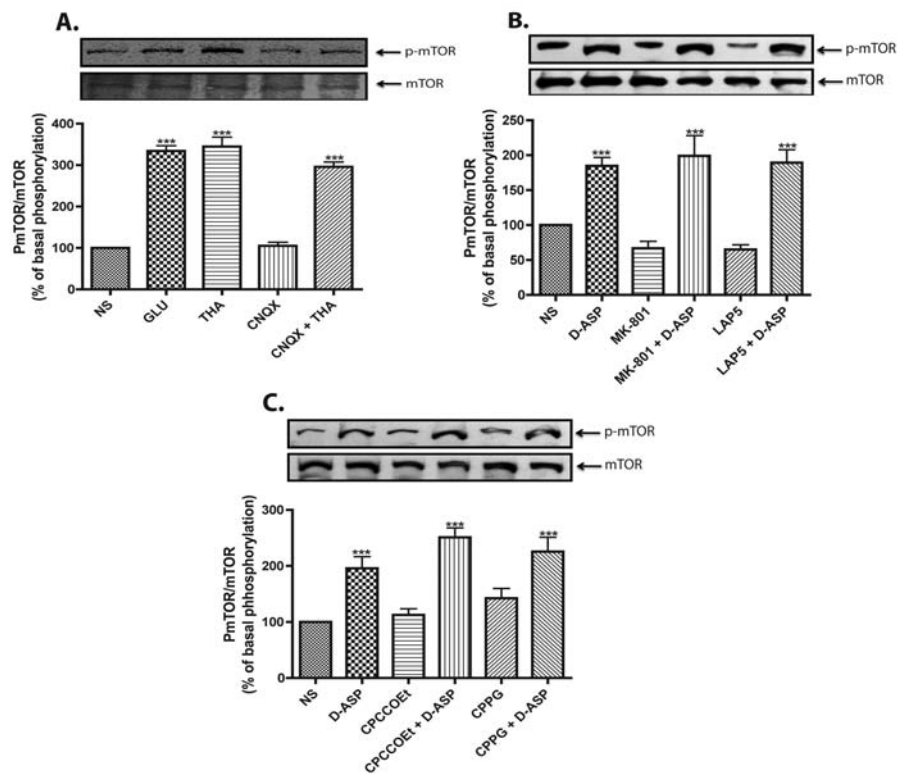 A.
p-mTOR
mTOR
PmTOR/mTOR
(% of basal phosphorylation)
400
300
200
100
0
***
***
***
NS
GLU
THA
CNQX
CNQX + THA
B.
p-mTOR
mTOR
PmTOR/mTOR
(% of basal phosphorylation)
250
200
150
100
50
0
***
***
***
NS
D-ASP
MK-801
MK-801 + D-ASP
LAP5
LAP5 + D-ASP
C.
p-mTOR
mTOR
PmTOR/mTOR
(% of basal phhosphorylation)
300
200
100
0
***
***
***
NS
D-ASP
CPCCOEt
CPCCOEt + D-ASP
CPPG
CPPG + D-ASP